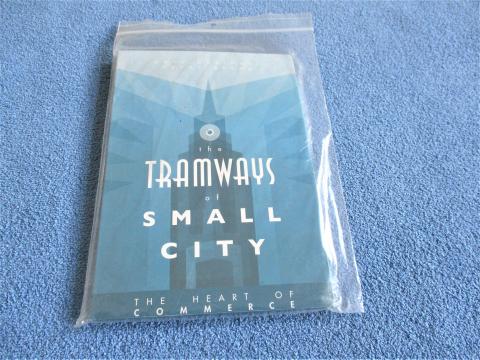 the
TRAMWAYS
of
SMALL
CITY
THE HEART OF
COMMERCE